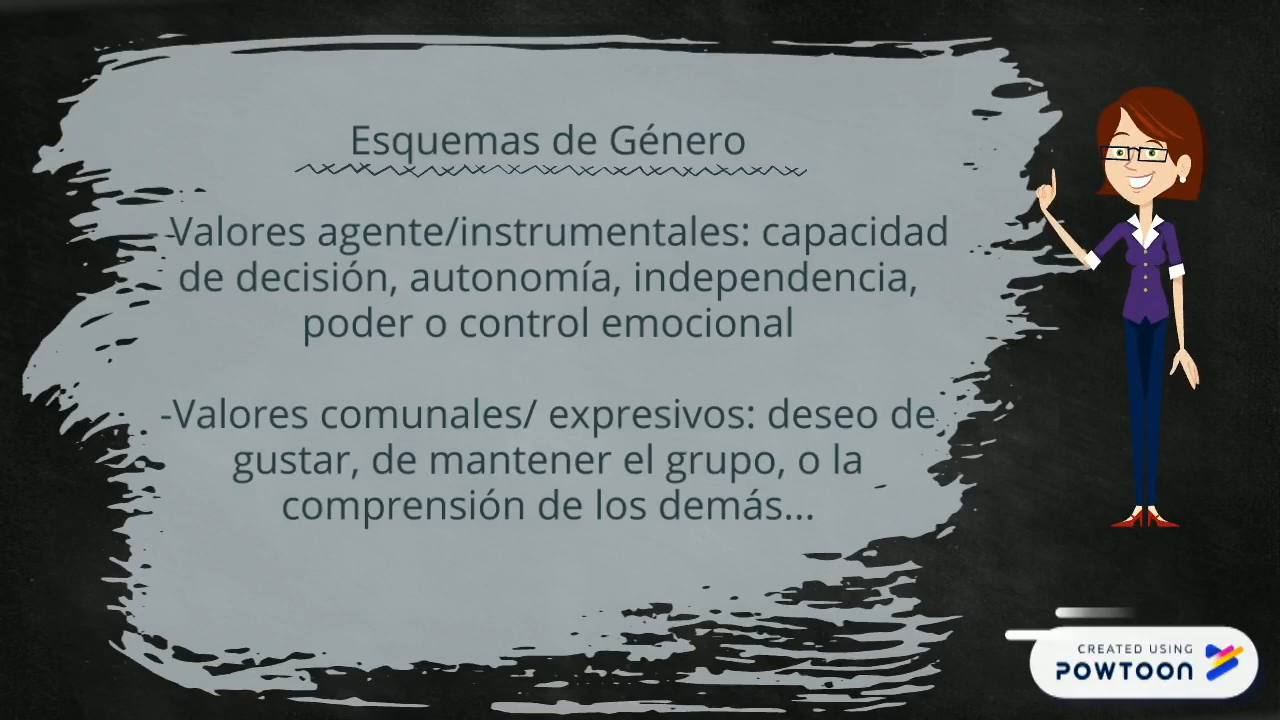 Esquemas de Género
-Valores agente/instrumentales: capacidad
de decisión, autonomía, independencia,
poder o control emocional
-Valores comunales/ expresivos: deseo de
gustar, de mantener el grupo, o la
comprensión de los demás...
CREATED USING
POWTOON